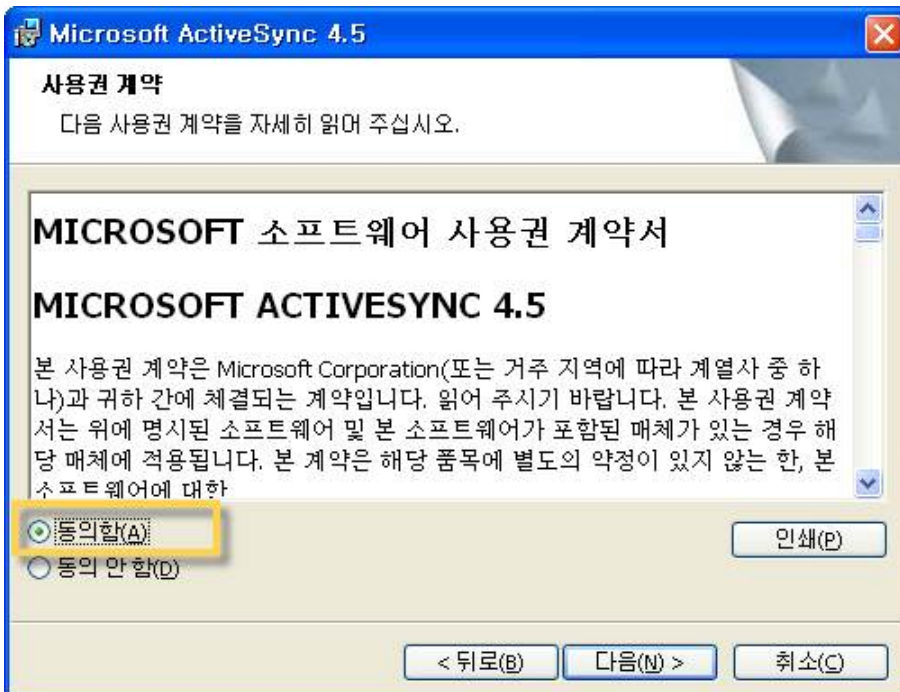 Microsoft ActiveSync 4.5
사용권 계약
다음 사용권 계약을 자세히 읽어 주십시오.
MICROSOFT 소프트웨어 사용권 계약서
MICROSOFT ACTIVESYNC 4.5
본 사용권 계약은 Microsoft Corporation(또는 거주 지역에 따라 계열사 중 하
나)과 귀하 간에 체결되는 계약입니다. 읽어 주시기 바랍니다. 본 사용권 계약
서는 위에 명시된 소프트웨어 및 본 소프트웨어가 포함된 매체가 있는 경우 해
당 매체에 적용됩니다. 본 계약은 해당 품목에 별도의 약정이 있지 않는 한, 본
소프트웨어에 대한
동의함(A)
인쇄(P)
동의 안 함(D)
< 뒤로(B)
다음(N) >
취소(C)